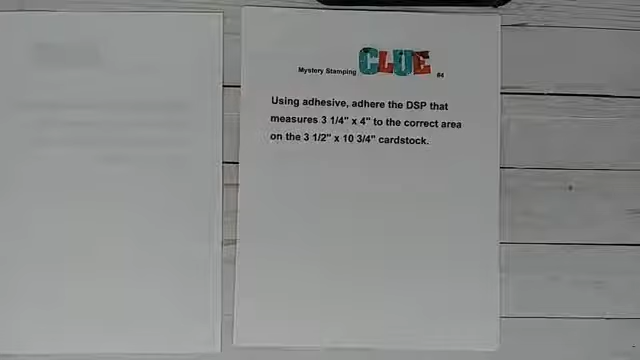 Mystery Stamping CLUE #4
Using adhesive, adhere the DSP that
measures 3 1/4" x 4" to the correct area
on the 3 1/2" x 10 3/4" cardstock.